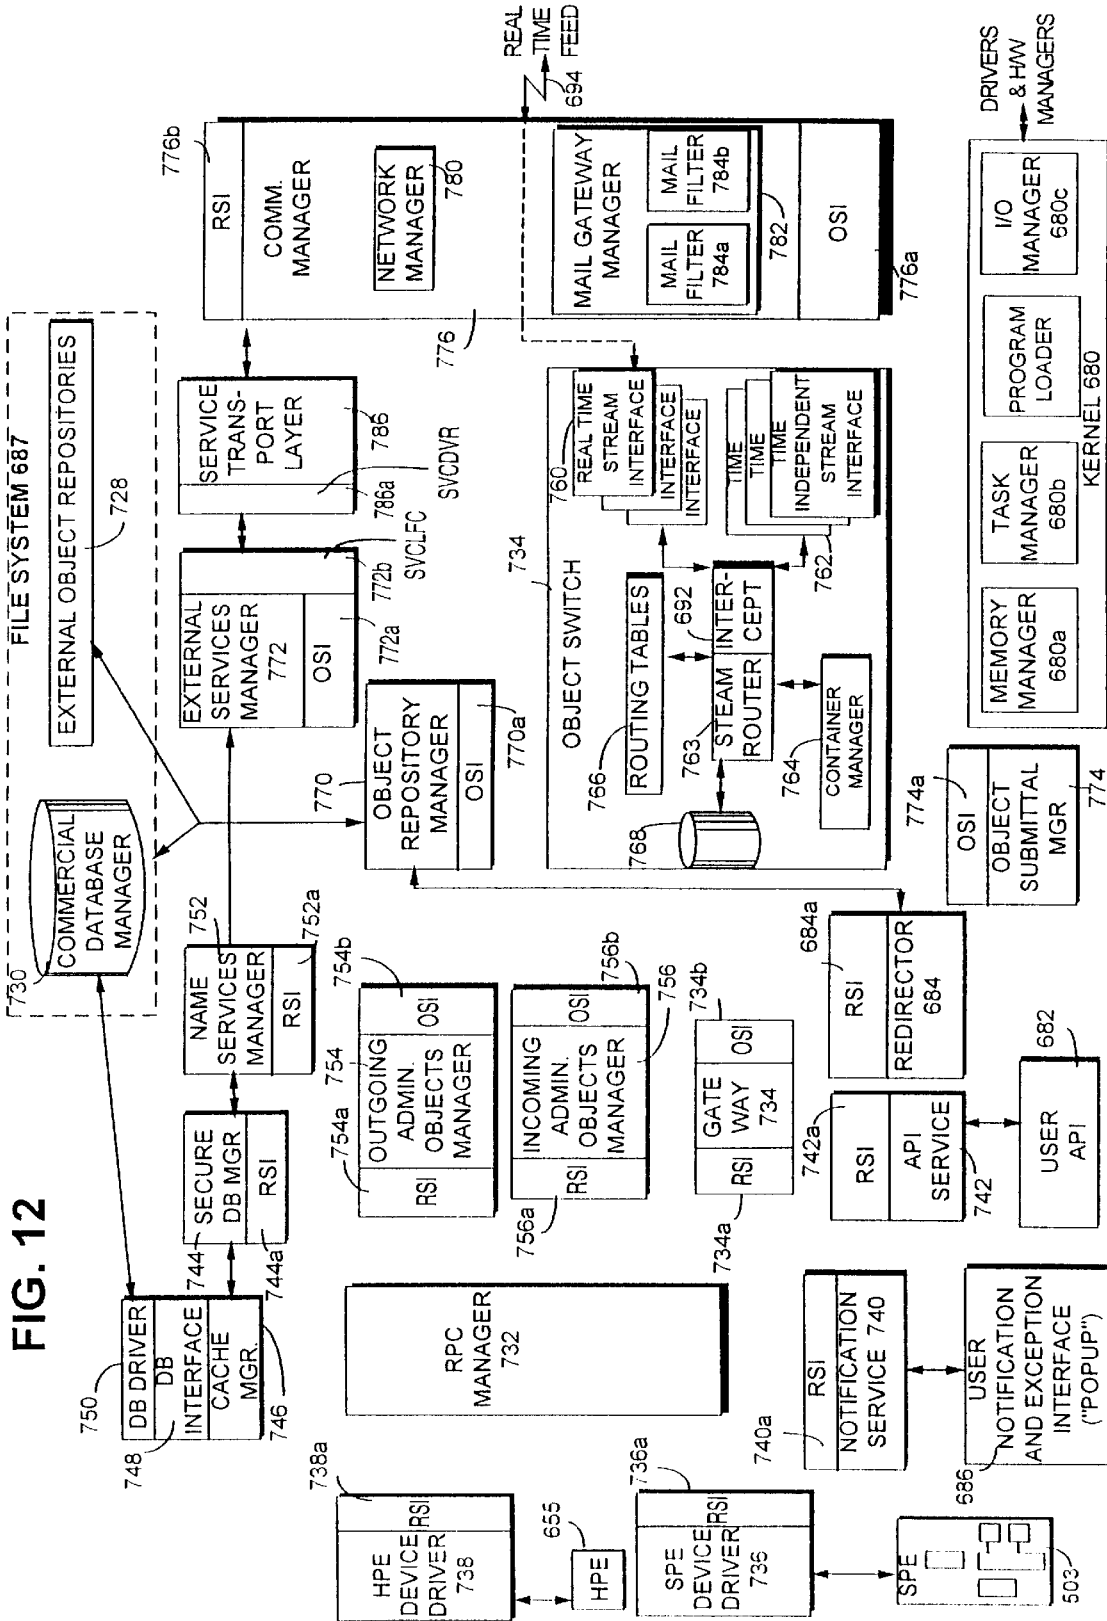 FIG. 12
FILE SYSTEM 687
EXTERNAL OBJECT REPOSITORIES
728
COMMERCIAL
DATABASE
MANAGER
730
750
DB DRIVER
DB
INTERFACE
CACHE
MGR.
748
746
744
SECURE
DB MGR
RSI
744a
NAME
SERVICES
MANAGER
RSI
752
752a
EXTERNAL
SERVICES
MANAGER
772
OSI
772a
772b
SVCLFC
SERVICE
TRANS-
PORT
LAYER
786
786a
SVCDVR
776b
RSI
COMM.
MANAGER
NETWORK
MANAGER
780
776
MAIL GATEWAY
MANAGER
MAIL
FILTER
784a
MAIL
FILTER
784b
782
OSI
776a
REAL
TIME
FEED
694
738a
HPE
DEVICE
DRIVER
738
RSI
HPE
655
736a
SPE
DEVICE
DRIVER
736
RSI
SPE
503
RPC
MANAGER
732
754a
754
754b
RSI
OUTGOING
ADMIN.
OBJECTS
MANAGER
OSI
756a
RSI
INCOMING
ADMIN.
OBJECTS
MANAGER
OSI
756b
756
734a
RSI
GATE
WAY
734
OSI
734b
770
OBJECT
REPOSITORY
MANAGER
OSI
770a
734
OBJECT SWITCH
760
REAL TIME
STREAM
INTERFACE
INTERFACE
INTERFACE
TIME
TIME
TIME
INDEPENDENT
STREAM
INTERFACE
762
766
ROUTING TABLES
692
763
STEAM
ROUTER
INTER-
CEPT
764
CONTAINER
MANAGER
768
740a
RSI
NOTIFICATION
SERVICE 740
USER
NOTIFICATION
AND EXCEPTION
INTERFACE
("POPUP")
686
742a
RSI
API
SERVICE
742
USER
API
682
684a
RSI
REDIRECTOR
684
774a
OSI
OBJECT
SUBMITTAL
MGR
774
MEMORY
MANAGER
680a
TASK
MANAGER
680b
PROGRAM
LOADER
I/O
MANAGER
680c
KERNEL 680
DRIVERS
& H/W
MANAGERS